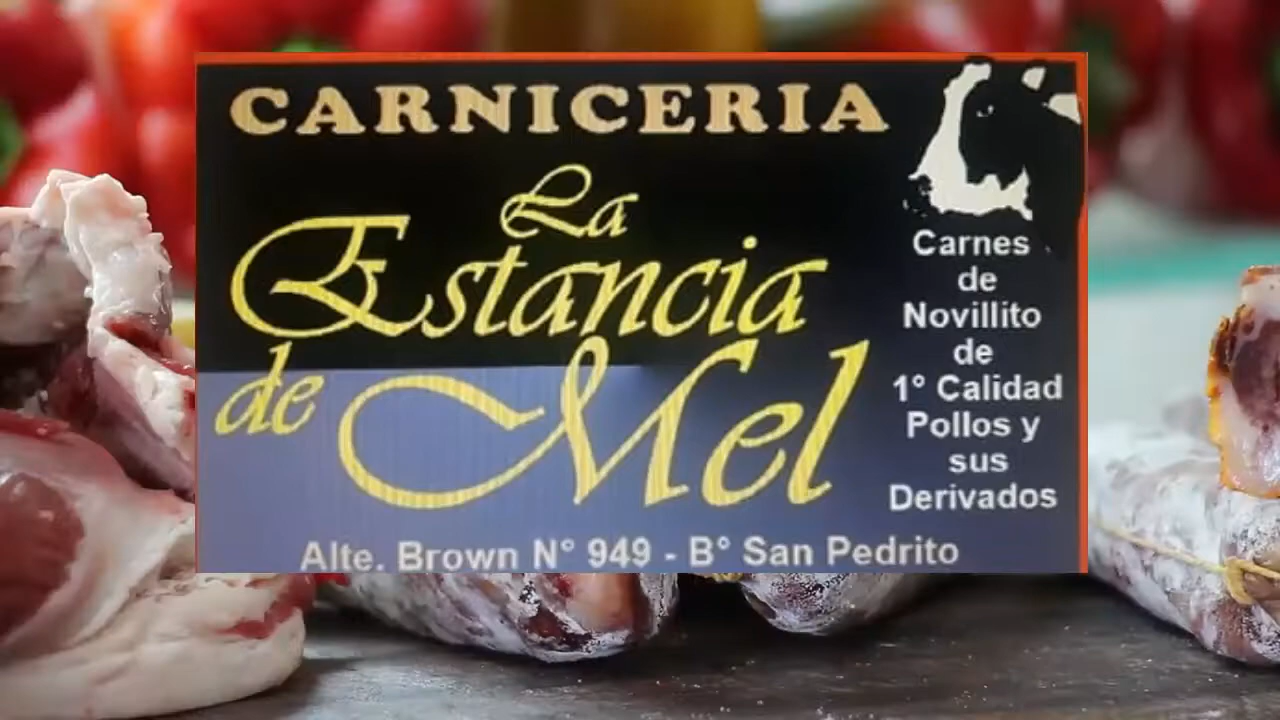 CARNICERIA
La
Estancia
de Mel
Carnes
de
Novillito
de
1° Calidad
Pollos y
sus
Derivados
Alte. Brown N° 949 - B° San Pedrito